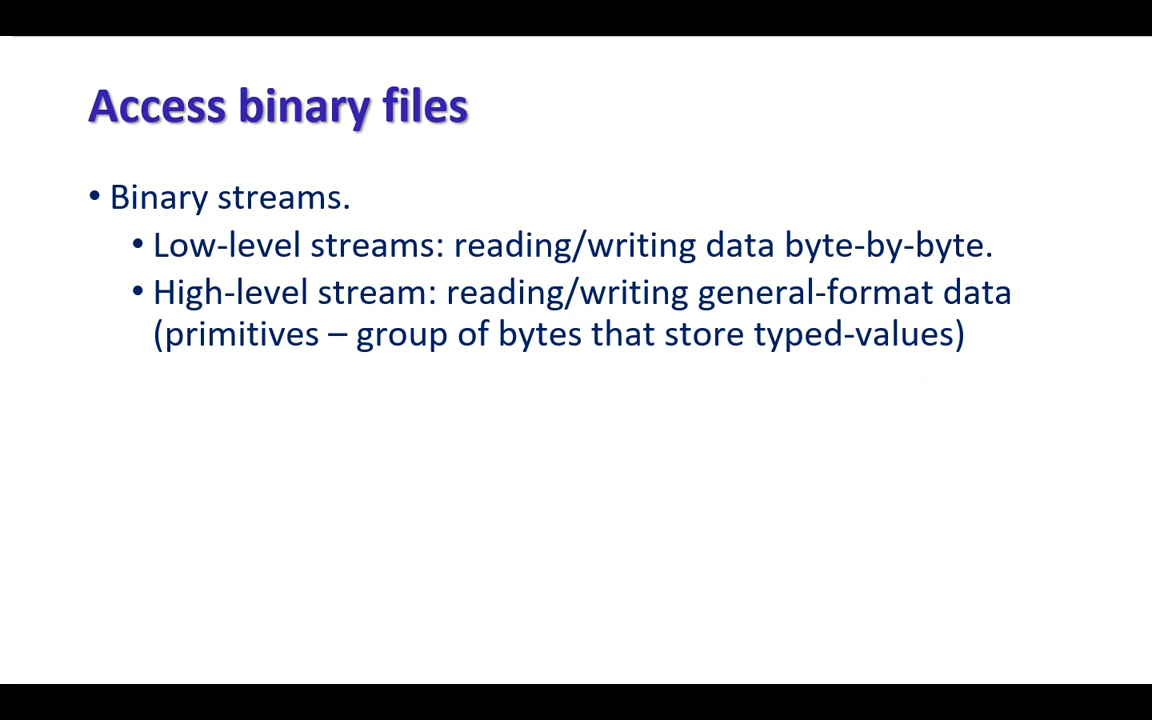 Access binary files
• Binary streams.
• Low-level streams: reading/writing data byte-by-byte.
• High-level stream: reading/writing general-format data
(primitives – group of bytes that store typed-values)